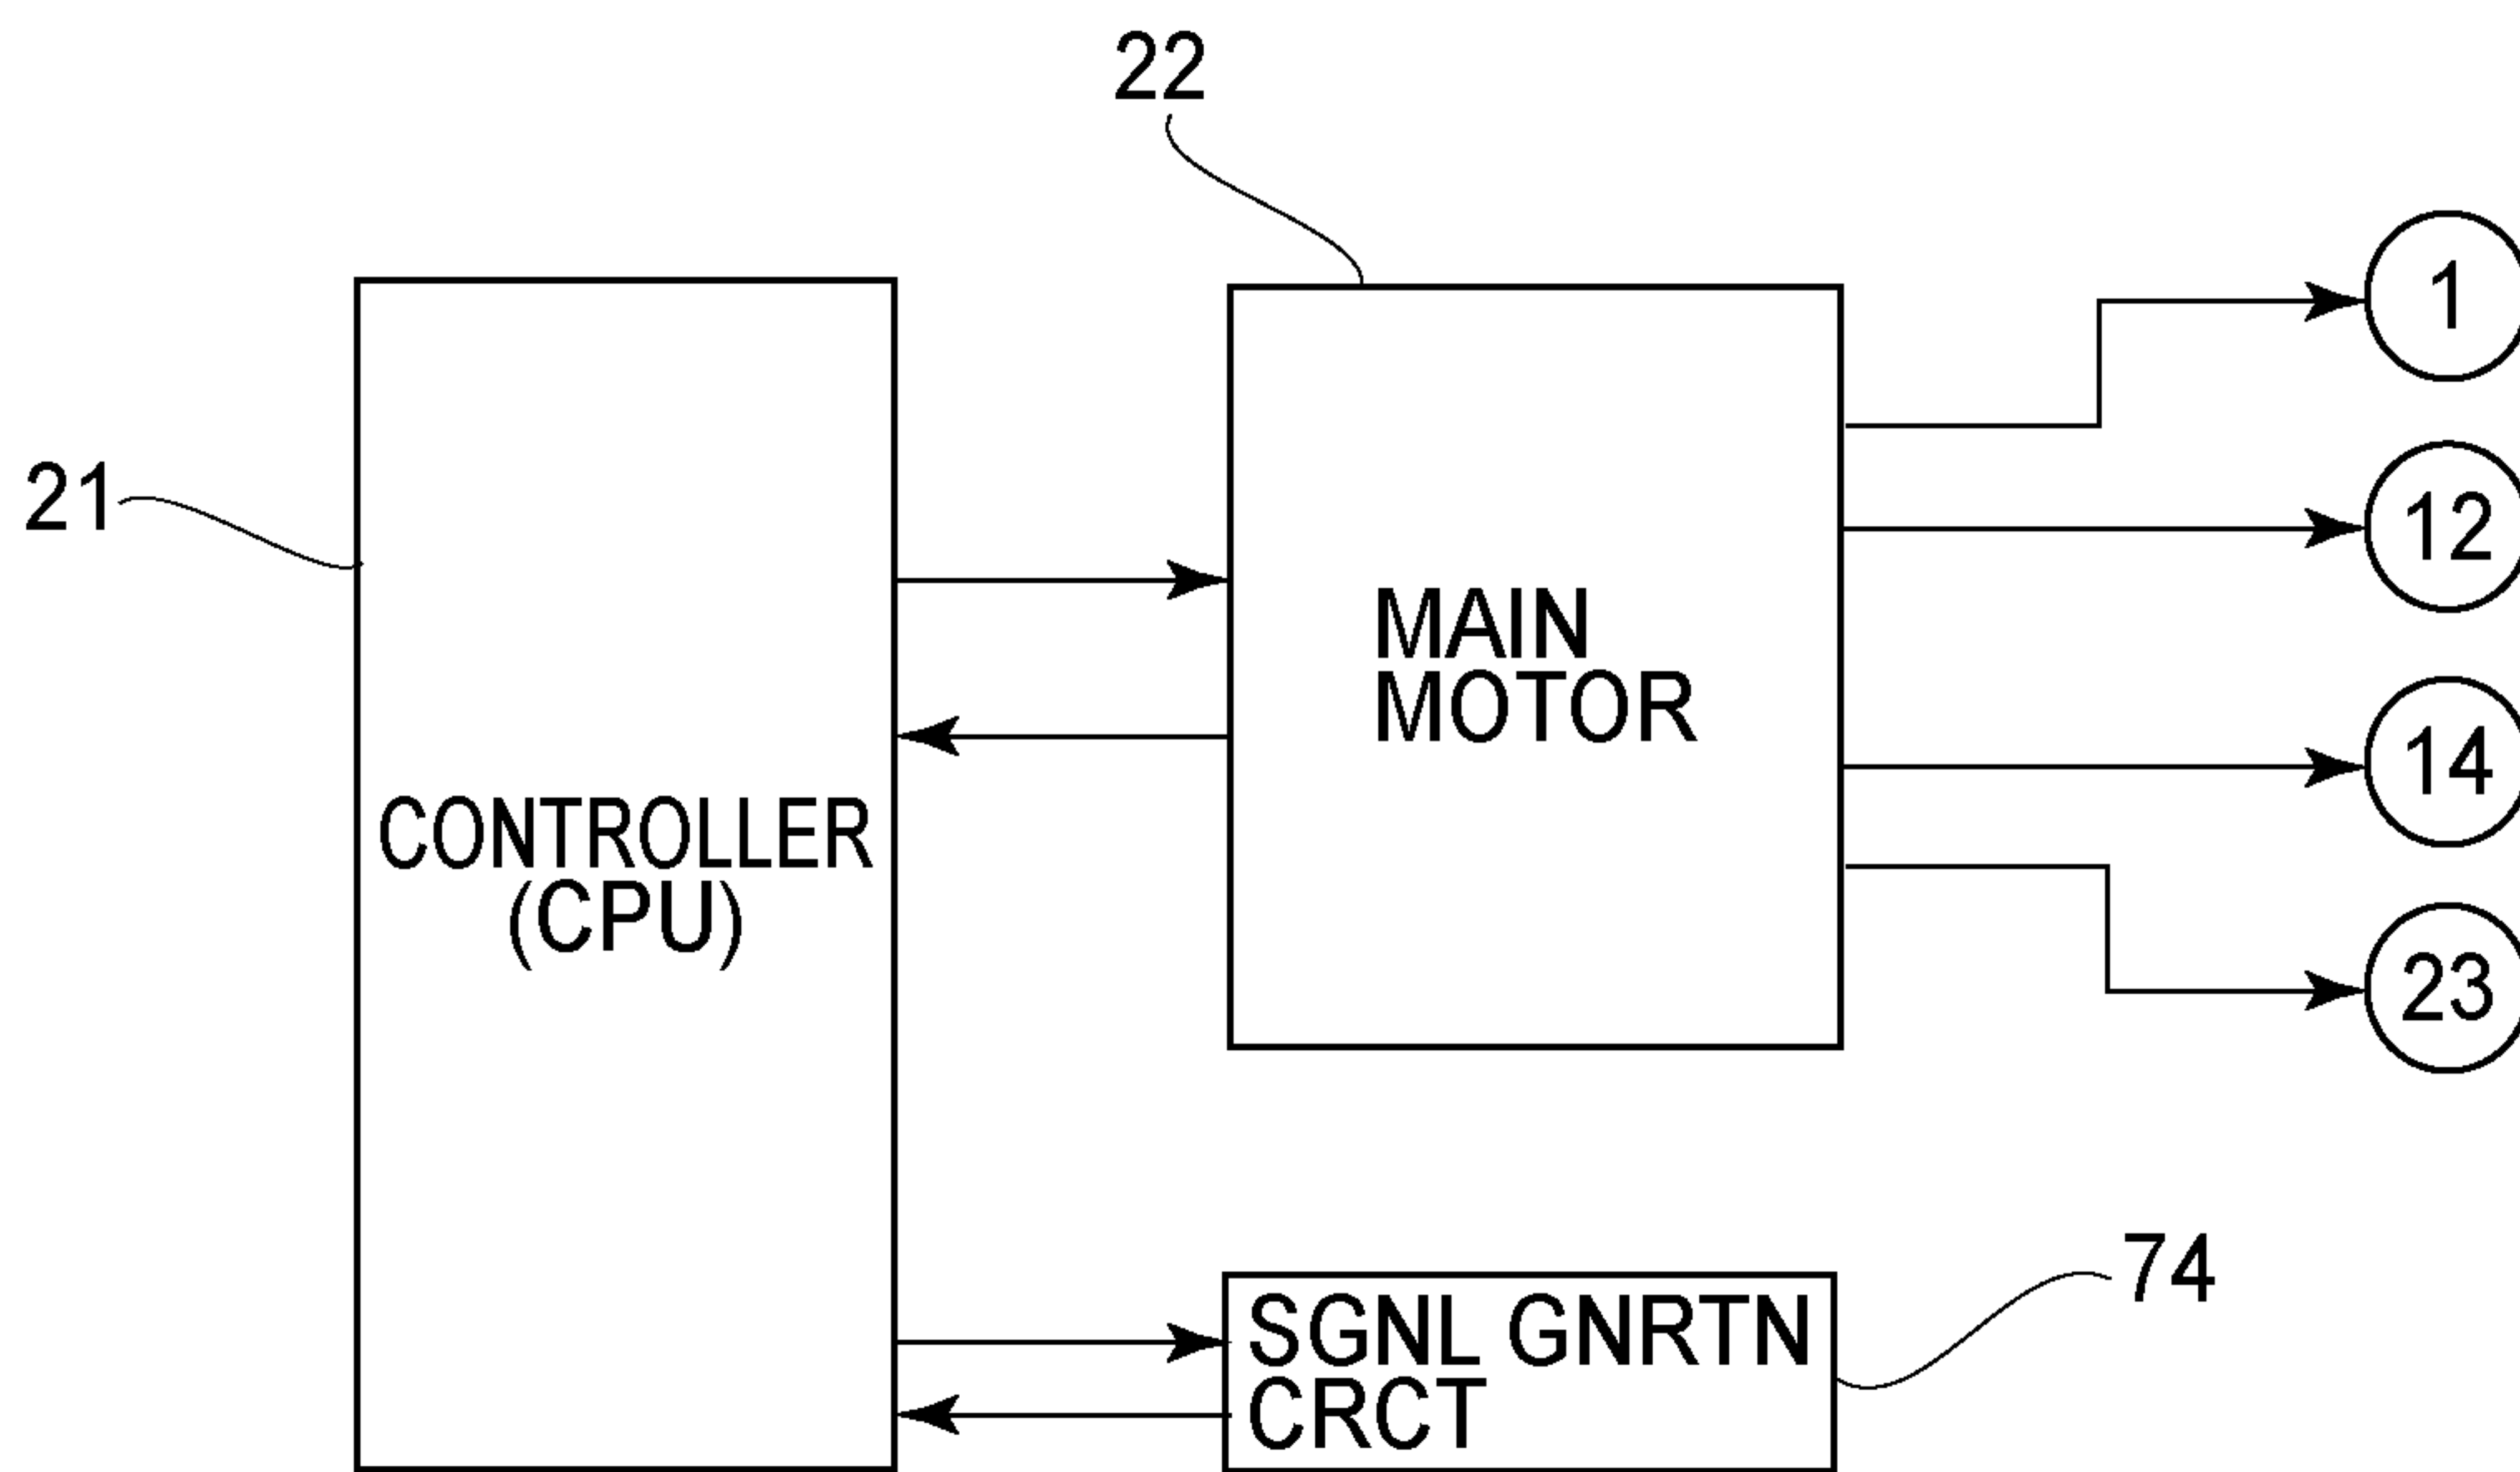 22
1
21
12
MAIN
MOTOR
14
CONTROLLER
(CPU)
23
74
SGNL GNRTN
CRCT